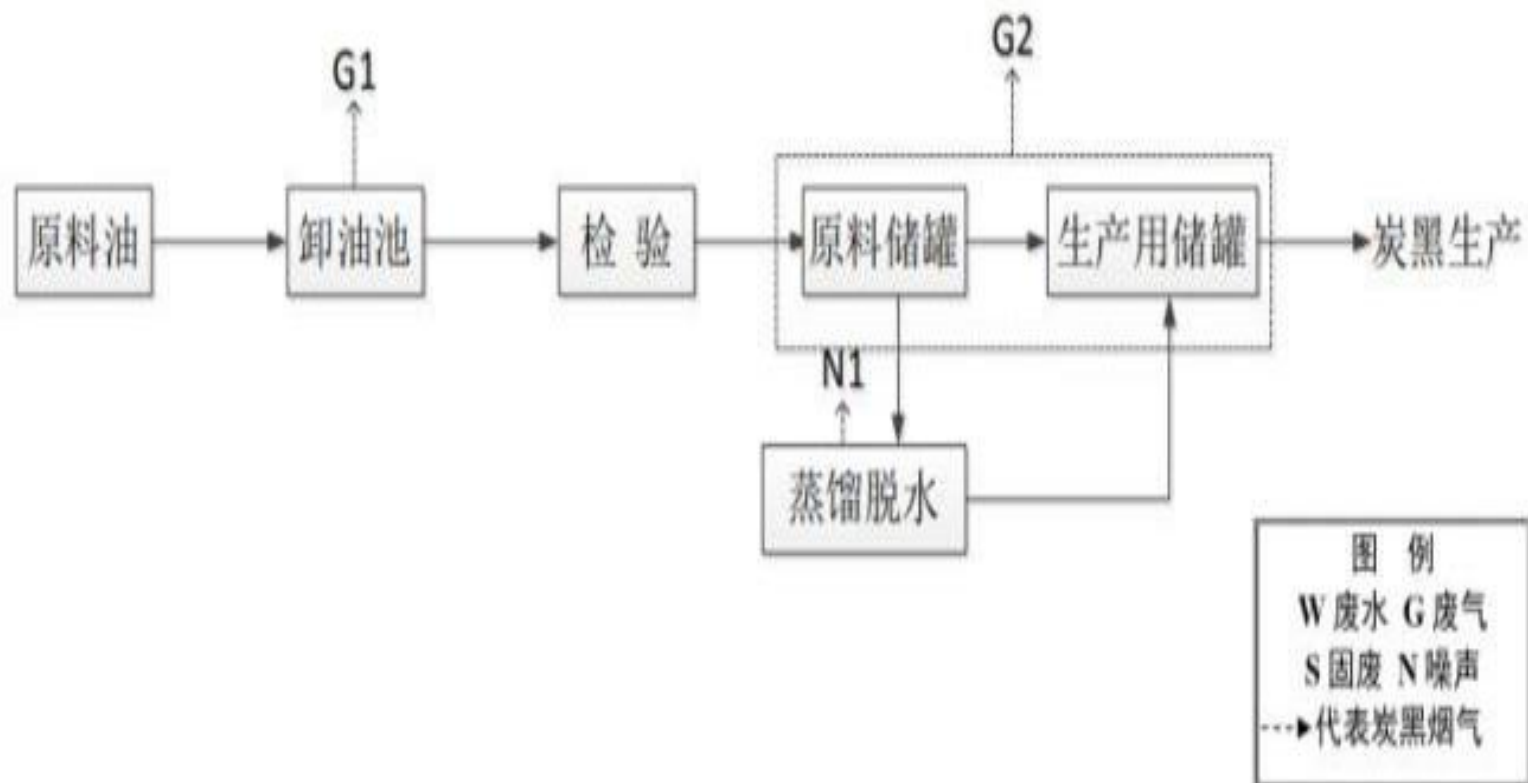 G1
G2
原料油
卸油池
检 验
原料储罐
生产用储罐
炭黑生产
N1
蒸馏脱水
图 例
W 废水 G 废气
S 固废 N 噪声
代表炭黑烟气